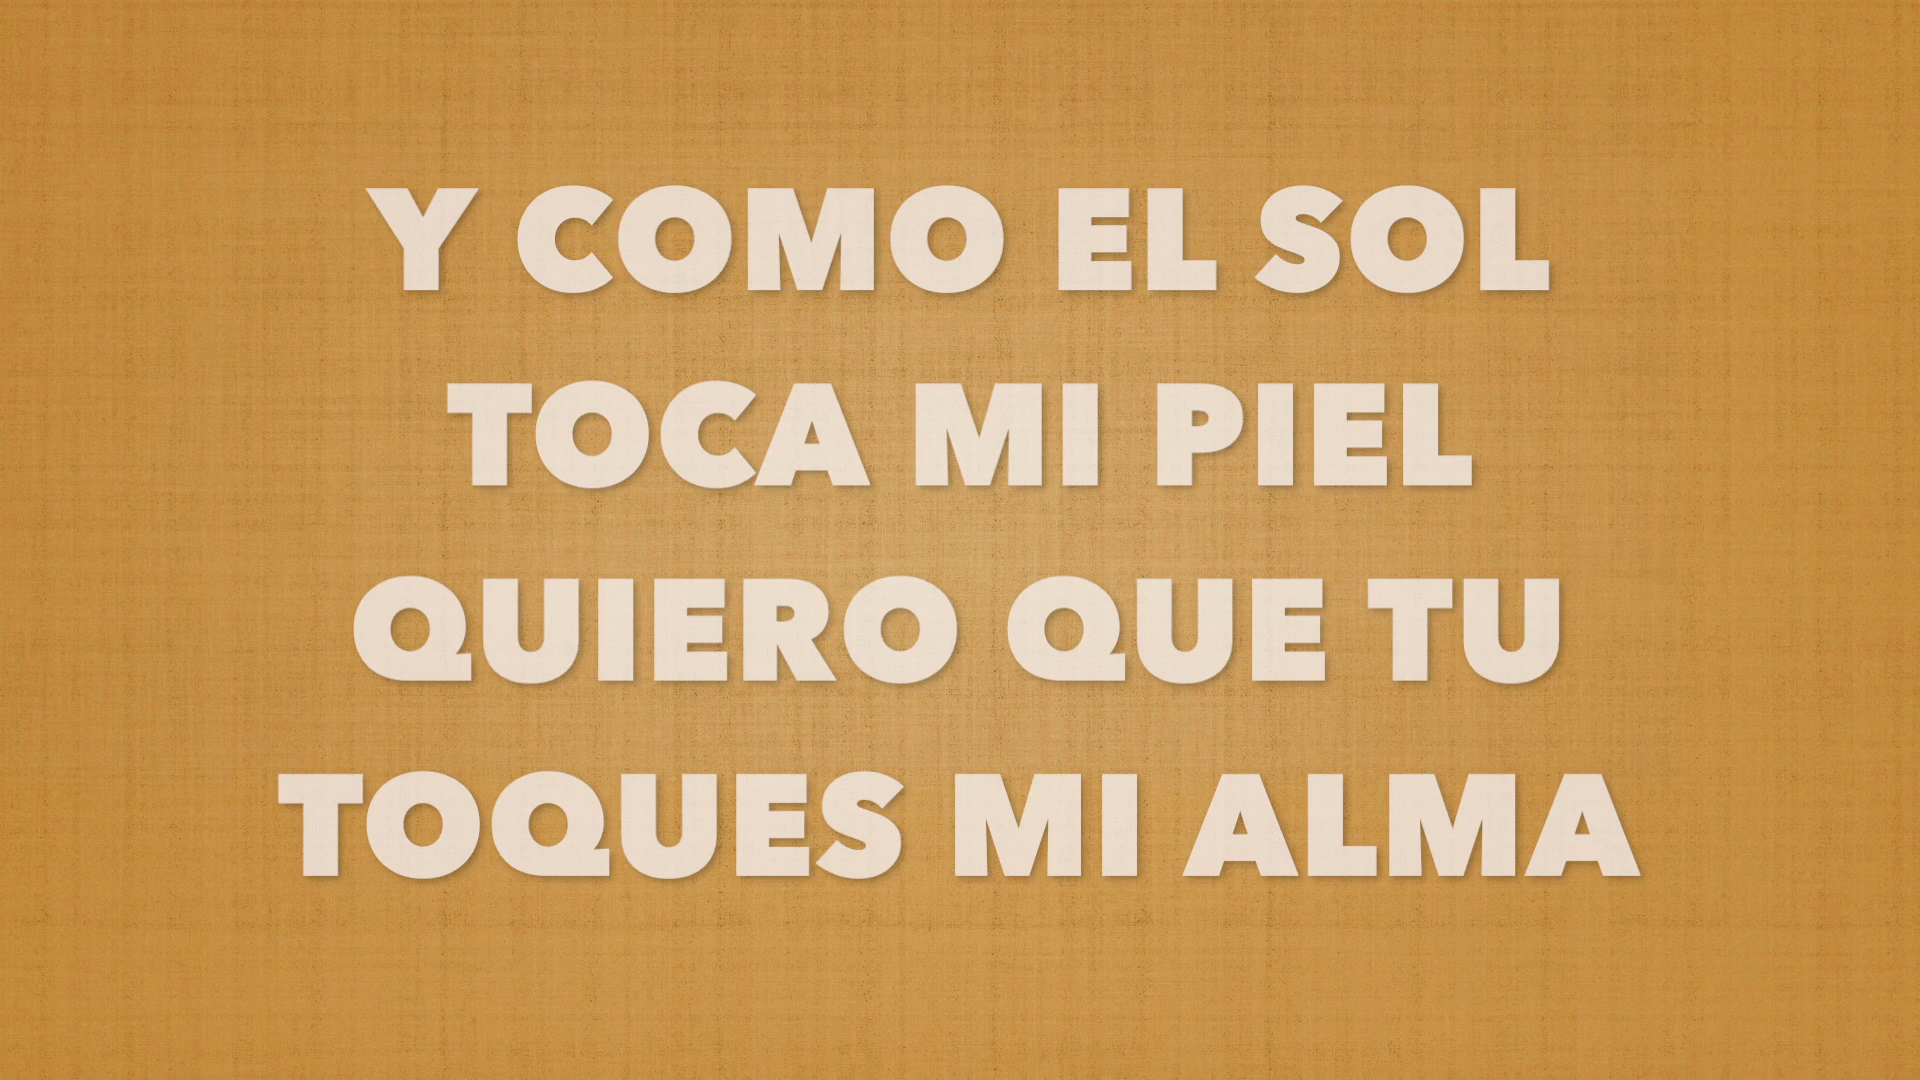 Y COMO EL SOL
TOCA MI PIEL
QUIERO QUE TU
TOQUES MI ALMA